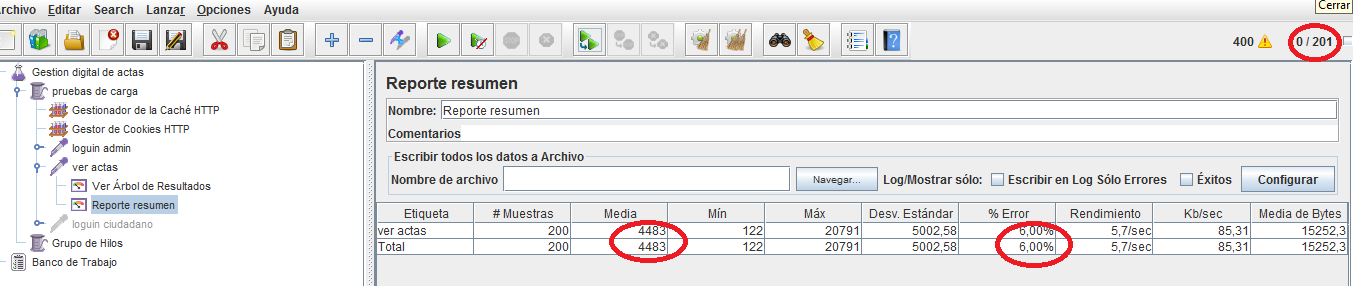 Cerrar
Archivo Editar Search Lanzar Opciones Ayuda
400 0 / 201
Gestion digital de actas
pruebas de carga
Gestionador de la Caché HTTP
Gestor de Cookies HTTP
loguin admin
ver actas
Ver Árbol de Resultados
Reporte resumen
loguin ciudadano
Grupo de Hilos
Banco de Trabajo
Reporte resumen
Nombre: Reporte resumen
Comentarios
Escribir todos los datos a Archivo
Nombre de archivo Navegar... Log/Mostrar sólo: Escribir en Log Sólo Errores Éxitos Configurar
Etiqueta # Muestras Media Mín Máx Desv. Estándar % Error Rendimiento Kb/sec Media de Bytes
ver actas 200 4483 122 20791 5002,58 6,00% 5,7/sec 85,31 15252,3
Total 200 4483 122 20791 5002,58 6,00% 5,7/sec 85,31 15252,3